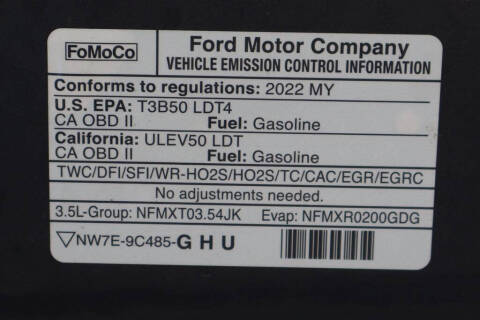 FoMoCo
Ford Motor Company
VEHICLE EMISSION CONTROL INFORMATION
Conforms to regulations: 2022 MY
U.S. EPA: T3B50 LDT4
CA OBD II Fuel: Gasoline
California: ULEV50 LDT
CA OBD II Fuel: Gasoline
TWC/DFI/SFI/WR-HO2S/HO2S/TC/CAC/EGR/EGRC
No adjustments needed.
3.5L-Group: NFMXT03.54JK Evap: NFMXR0200GDG
▽NW7E-9C485-G H U